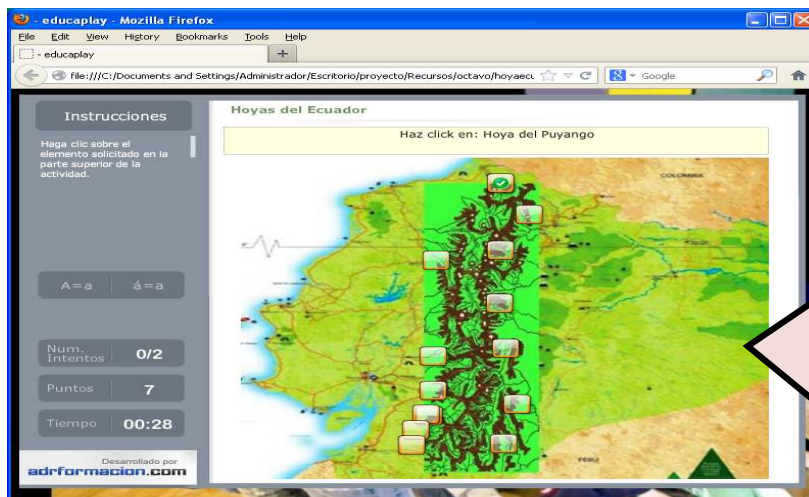 - educaplay - Mozilla Firefox
File Edit View History Bookmarks Tools Help
- educaplay
file:///C:/Documents and Settings/Administrador/Escritorio/proyecto/Recursos/octavo/hoyaecu
Google
Instrucciones
Haga clic sobre el
elemento solicitado en la
parte superior de la
actividad.
A=a á=a
Num.
Intentos 0/2
Puntos 7
Tiempo 00:28
Desarrollado por
adrformacion.com
Hoyas del Ecuador
Haz click en: Hoya del Puyango
COLOMBIA
PERÚ